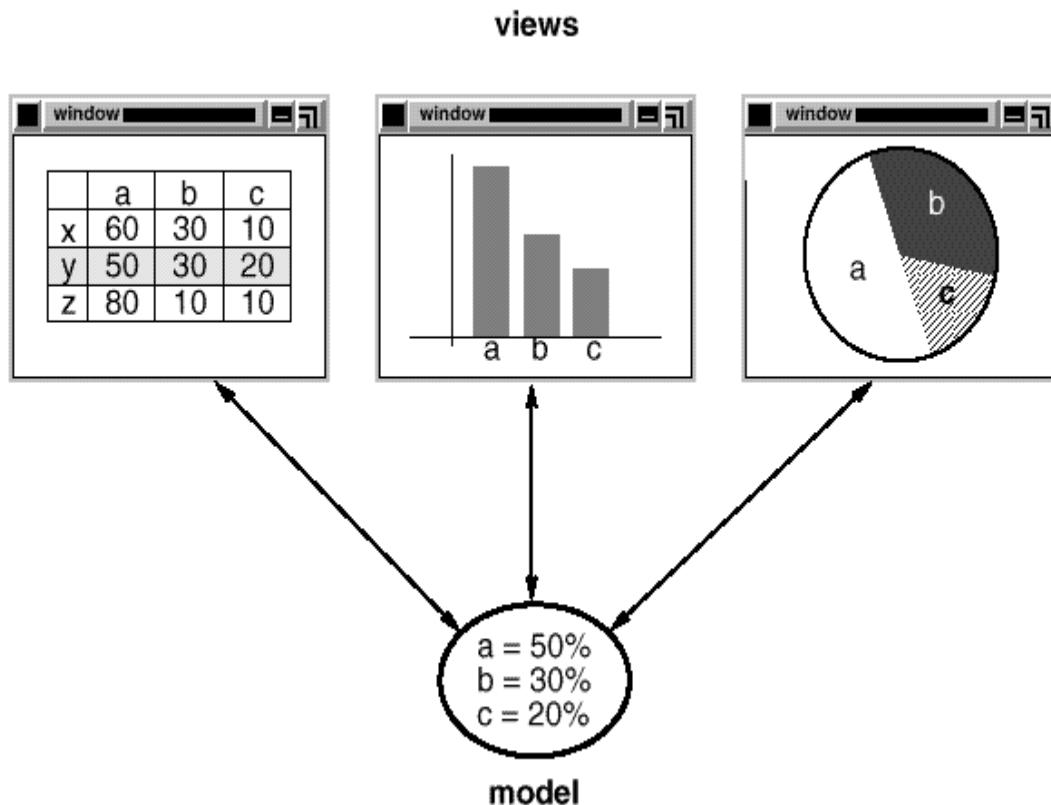 views
window
window
window
a b c
x 60 30 10
y 50 30 20
z 80 10 10
a b c
b
a
c
a = 50%
b = 30%
c = 20%
model